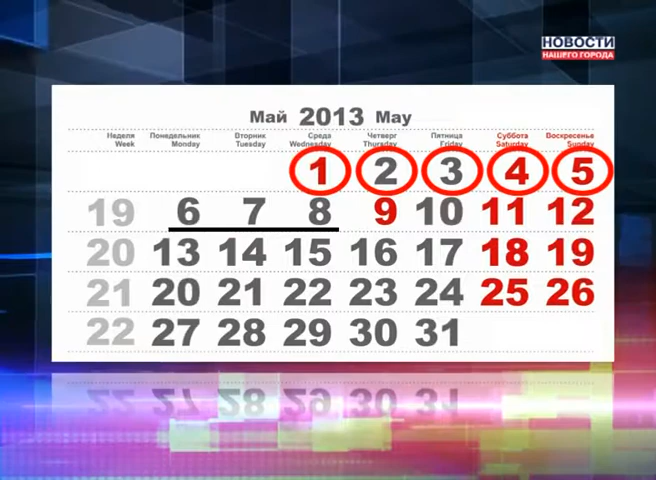 НОВОСТИ
НАШЕГО ГОРОДА
Май 2013 May
Неделя Понедельник Вторник Среда Четверг Пятница Суббота Воскресенье
Week Monday Tuesday Wednesday Thursday Friday Saturday Sunday
1 2 3 4 5
19 6 7 8 9 10 11 12
20 13 14 15 16 17 18 19
21 20 21 22 23 24 25 26
22 27 28 29 30 31